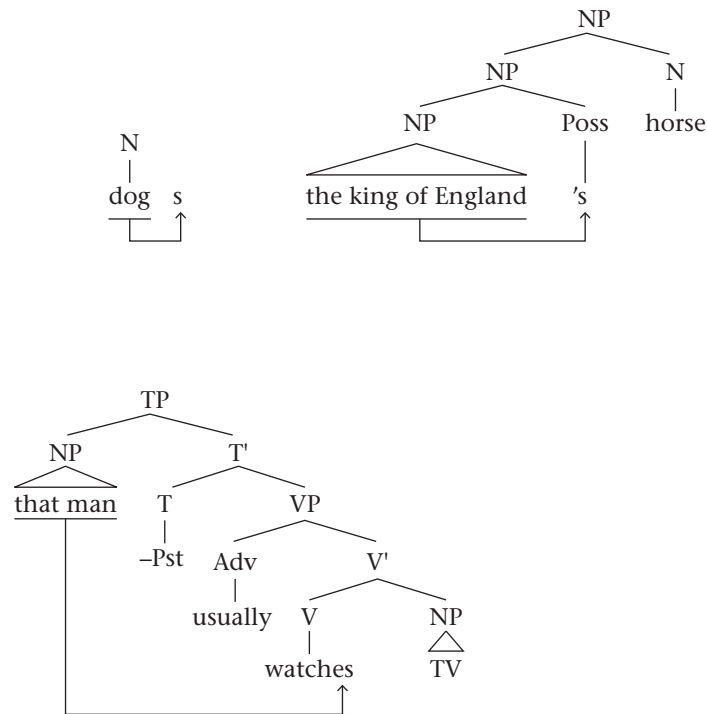 NP
NP N
NP Poss horse
N
dog s the king of England 's
TP
NP T'
that man T VP
–Pst Adv V'
usually V NP
watches TV